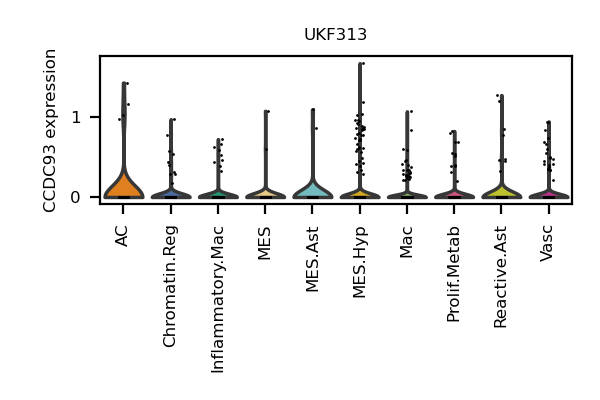 UKF313
CCDC93 expression
1
0
AC
Chromatin.Reg
Inflammatory.Mac
MES
MES.Ast
MES.Hyp
Mac
Prolif.Metab
Reactive.Ast
Vasc